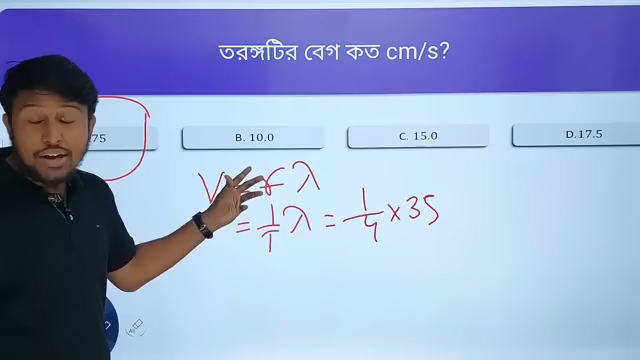 তরঙ্গটির বেগ কত cm/s?
75 B. 10.0 C. 15.0 D.17.5
V = f λ
= 1/T λ = 1/4 × 35